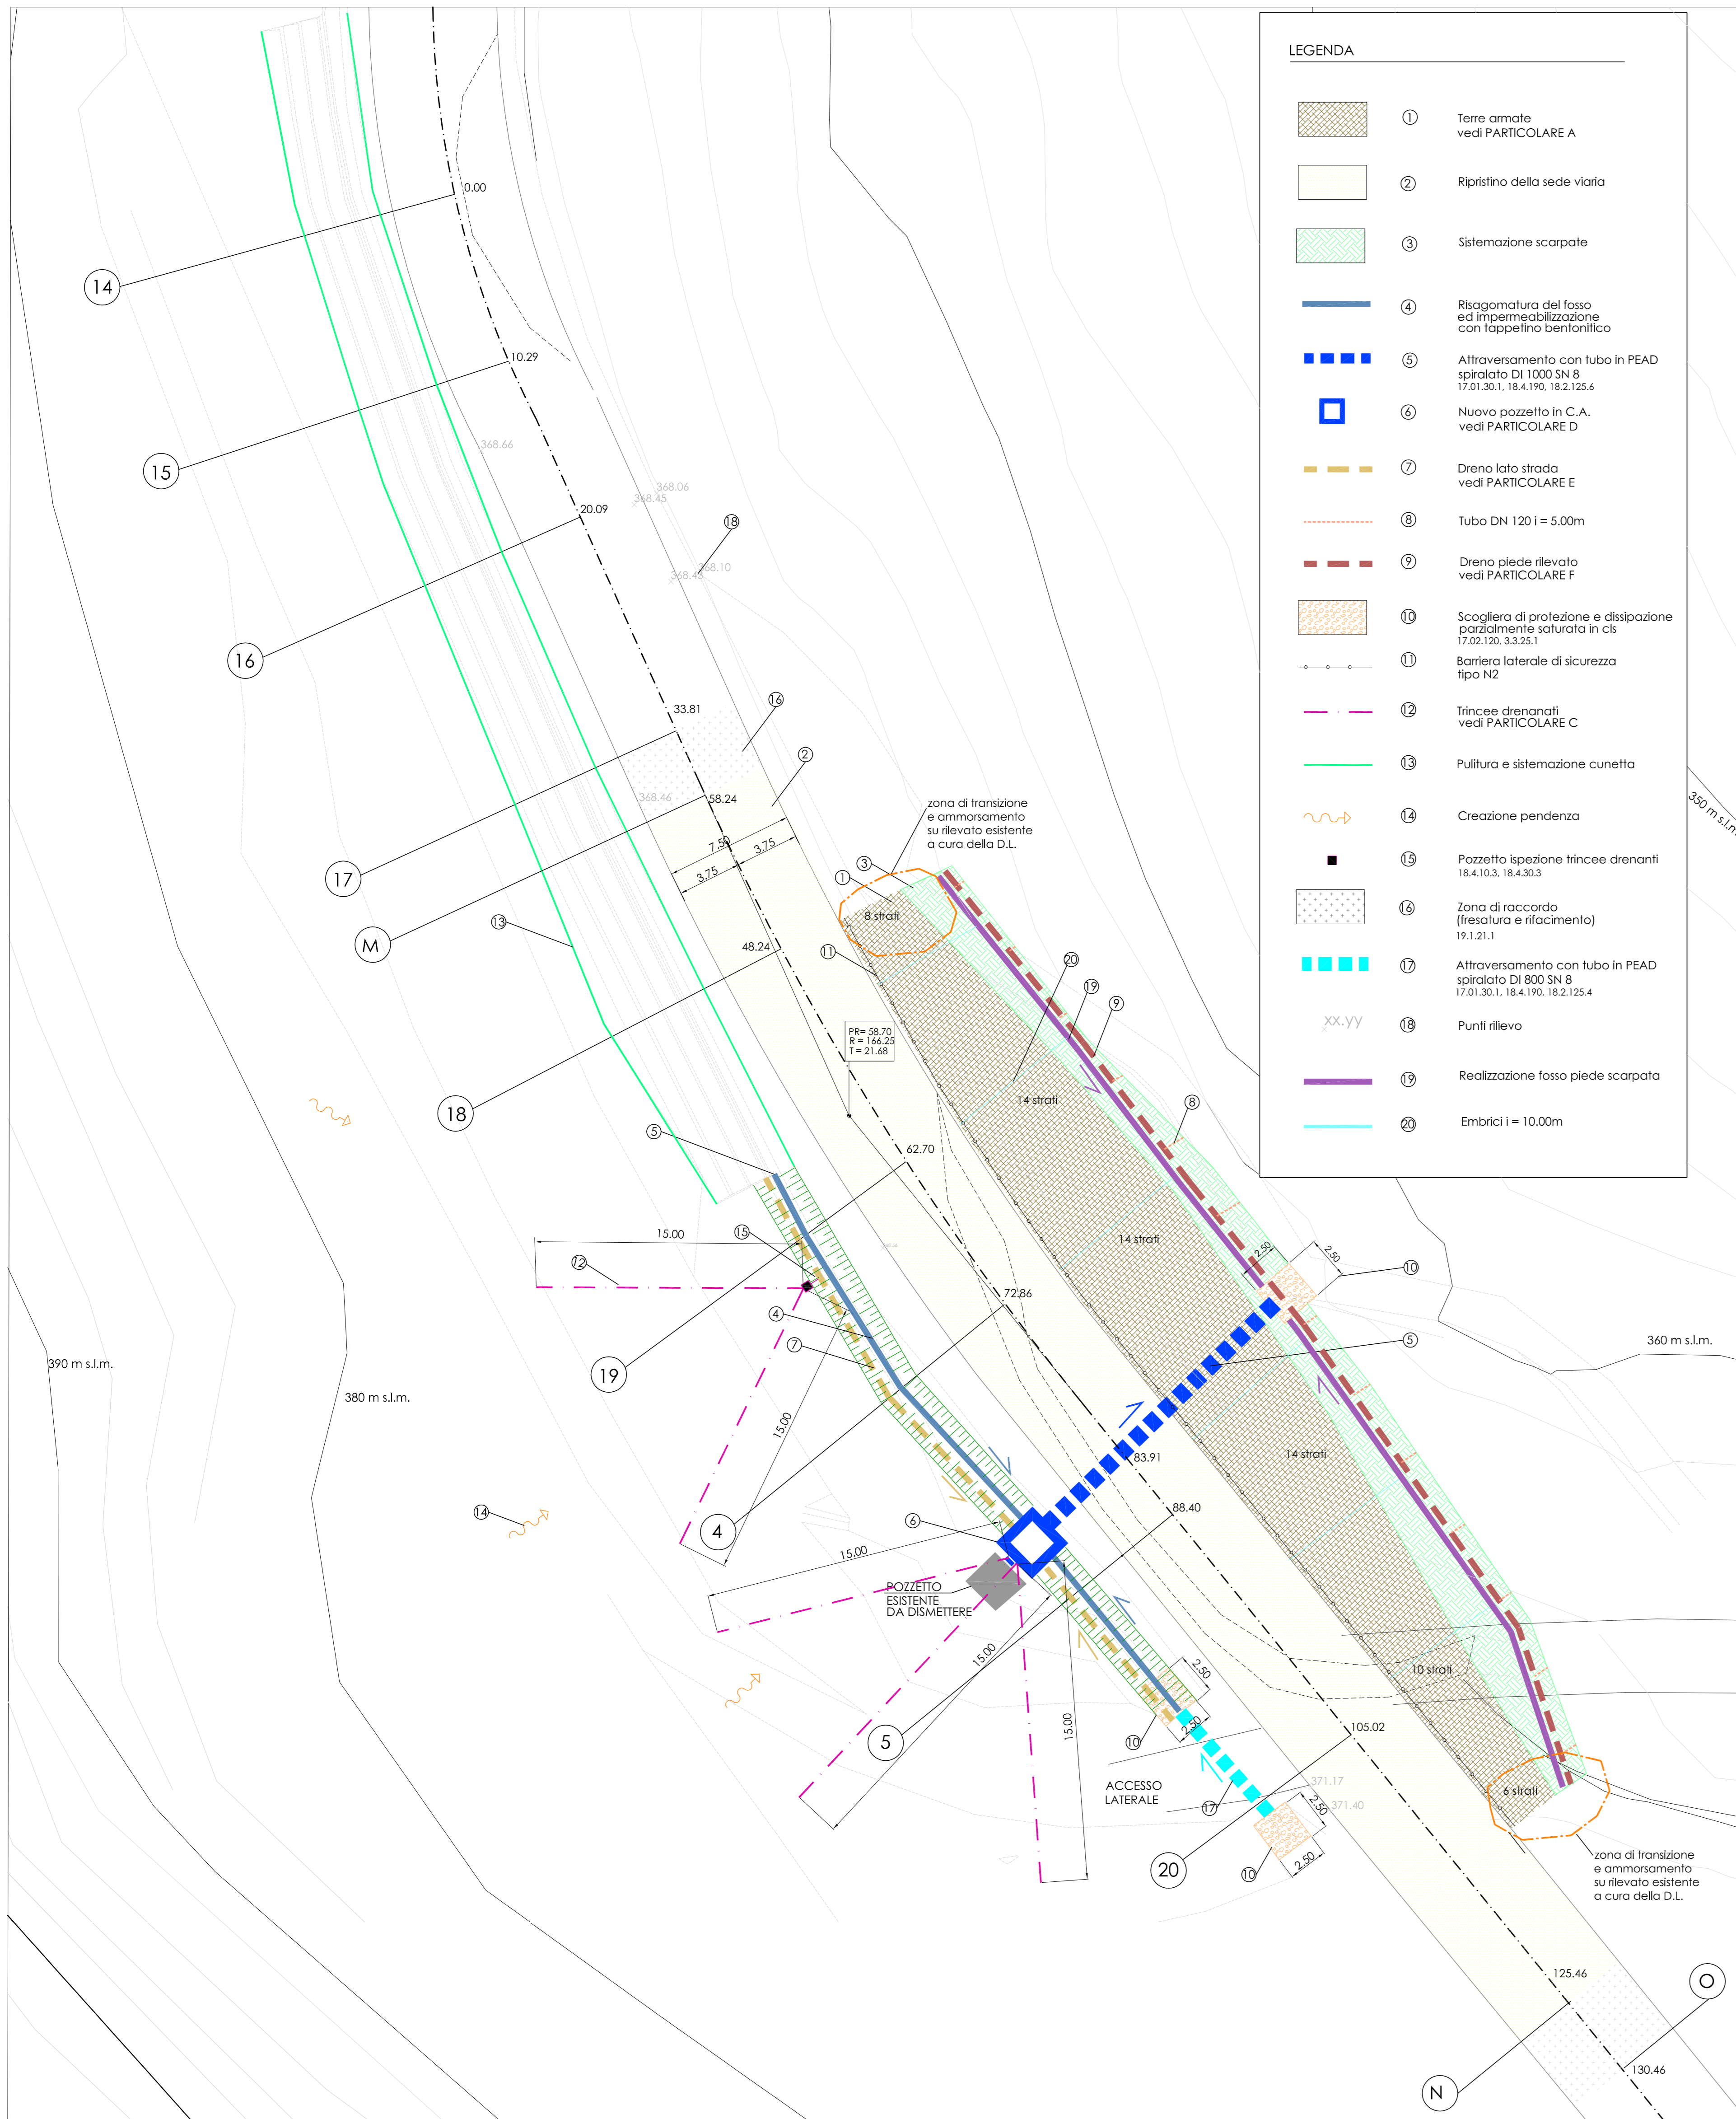 LEGENDA
1
Terre armate
vedi PARTICOLARE A
2
Ripristino della sede viaria
3
Sistemazione scarpate
4
Risagomatura del fosso
ed impermeabilizzazione
con tappetino bentonitico
5
Attraversamento con tubo in PEAD
spiralato DI 1000 SN 8
17.01.30.1, 18.4.190, 18.2.125.6
6
Nuovo pozzetto in C.A.
vedi PARTICOLARE D
7
Dreno lato strada
vedi PARTICOLARE E
8
Tubo DN 120 i = 5.00m
9
Dreno piede rilevato
vedi PARTICOLARE F
10
Scogliera di protezione e dissipazione
parzialmente saturata in cls
17.02.120, 3.3.25.1
11
Barriera laterale di sicurezza
tipo N2
12
Trincee drenanati
vedi PARTICOLARE C
13
Pulitura e sistemazione cunetta
14
Creazione pendenza
15
Pozzetto ispezione trincee drenanti
18.4.10.3, 18.4.30.3
16
Zona di raccordo
(fresatura e rifacimento)
19.1.21.1
17
Attraversamento con tubo in PEAD
spiralato DI 800 SN 8
17.01.30.1, 18.4.190, 18.2.125.4
xx.yy
18
Punti rilievo
19
Realizzazione fosso piede scarpata
20
Embrici i = 10.00m
0.00
14
10.29
15
368.66
368.06
368.45
20.09
18
368.10
368.43
16
33.81
16
2
368.46
58.24
17
7.50
3.75
3.75
zona di transizione
e ammorsamento
su rilevato esistente
a cura della D.L.
350 m s.l.m.
3
1
8 strati
13
M
48.24
11
20
19
9
PR= 58.70
R = 166.25
T = 21.68
18
14 strati
8
5
62.70
15.00
15
14 strati
2.50
2.50
12
10
72.86
4
7
5
360 m s.l.m.
390 m s.l.m.
19
380 m s.l.m.
15.00
83.91
14 strati
88.40
14
4
6
15.00
POZZETTO
ESISTENTE
DA DISMETTERE
15.00
2.50
10 strati
15.00
2.50
5
10
105.02
ACCESSO
LATERALE
371.17
371.40
17
2.50
6 strati
2.50
20
10
zona di transizione
e ammorsamento
su rilevato esistente
a cura della D.L.
125.46
O
130.46
N